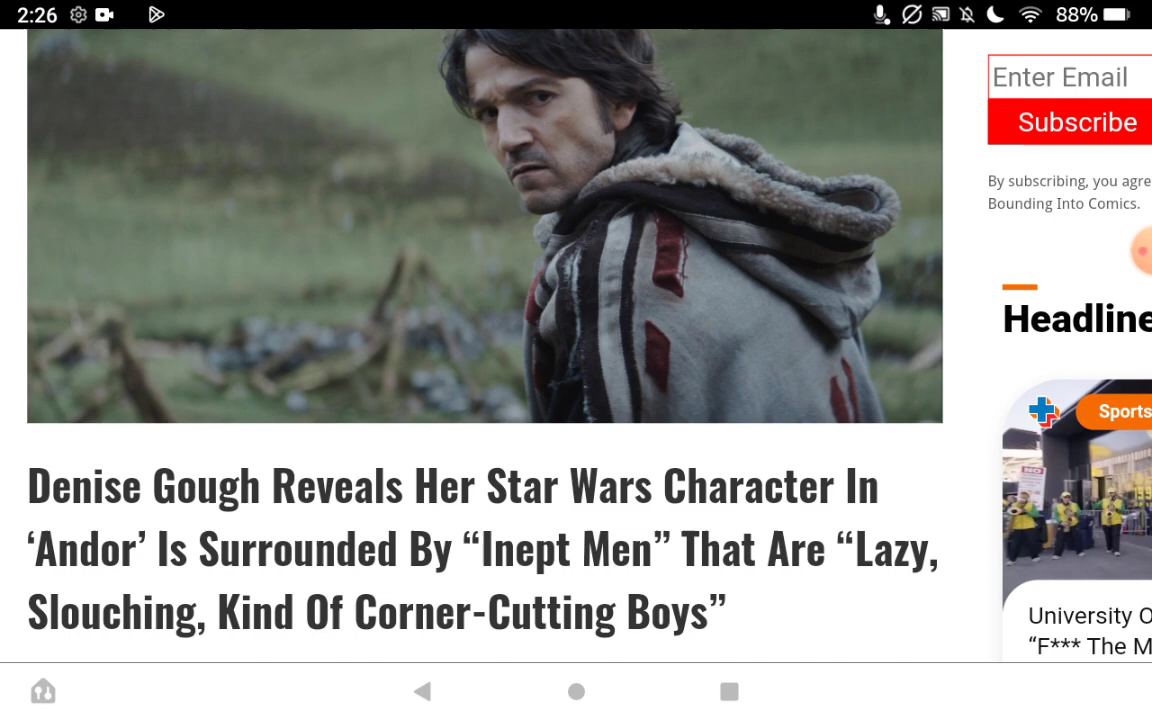 2:26
88%
Enter Email
Subscribe
By subscribing, you agre
Bounding Into Comics.
Headline
Denise Gough Reveals Her Star Wars Character In
‘Andor’ Is Surrounded By “Inept Men” That Are “Lazy,
Slouching, Kind Of Corner-Cutting Boys”
Sports
NO
University O
“F*** The M